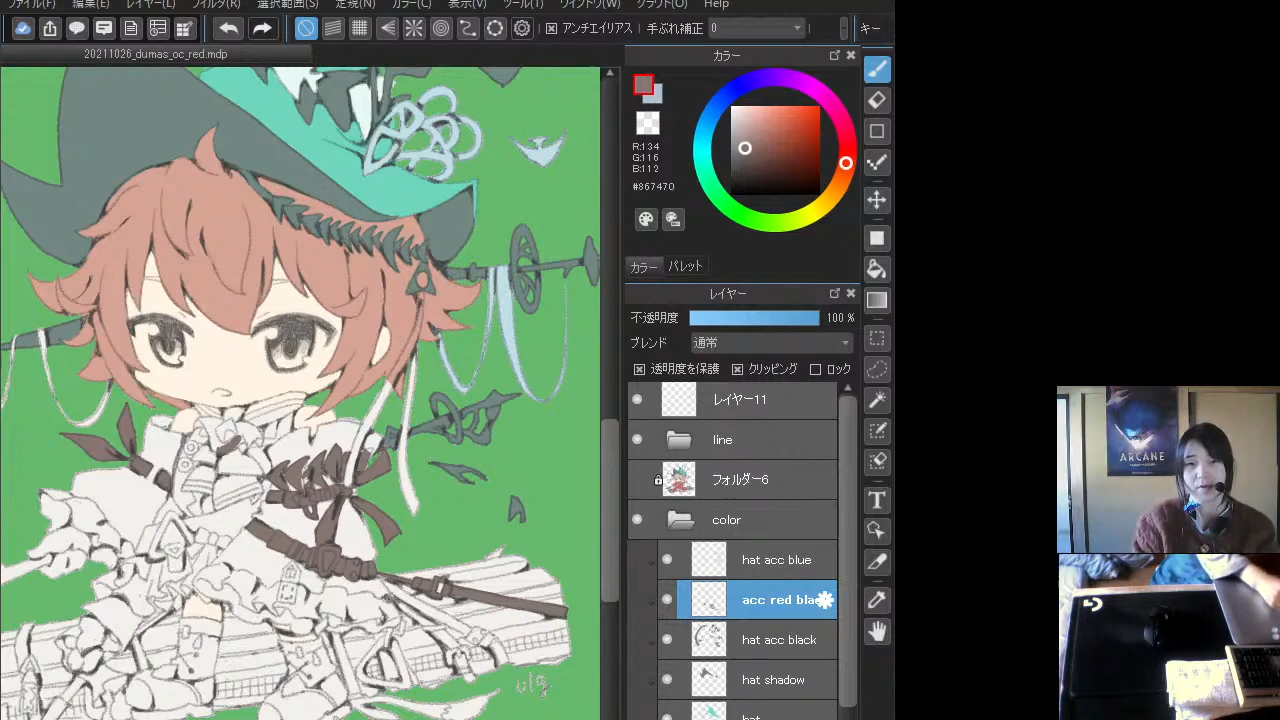 ファイル(F) 編集(E) レイヤー(L) フィルタ(R) 選択範囲(S) 定規(N) カラー(C) 表示(V) ツール(T) ウィンドウ(W) クラウド(O) Help
アンチエイリアス 手ぶれ補正 0 キー
20211026_dumas_oc_red.mdp
カラー
R:134
G:116
B:112
#867470
カラー パレット
レイヤー
不透明度 100 %
ブレンド 通常
透明度を保護 クリッピング ロック
レイヤー11
line
フォルダー6
color
hat acc blue
acc red bla
hat acc black
hat shadow
hat
ARCANE